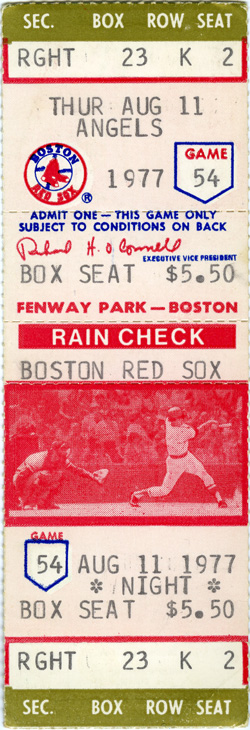 SEC. BOX ROW SEAT
RGHT 23 K 2
THUR AUG 11
ANGELS
BOSTON
RED SOX
®
1977
GAME
54
ADMIT ONE — THIS GAME ONLY
SUBJECT TO CONDITIONS ON BACK
Richard H. O'Connell
EXECUTIVE VICE PRESIDENT
BOX SEAT $5.50
FENWAY PARK — BOSTON
RAIN CHECK
BOSTON RED SOX
GAME
54 AUG 11 1977
* NIGHT *
BOX SEAT $5.50
RGHT 23 K 2
SEC. BOX ROW SEAT